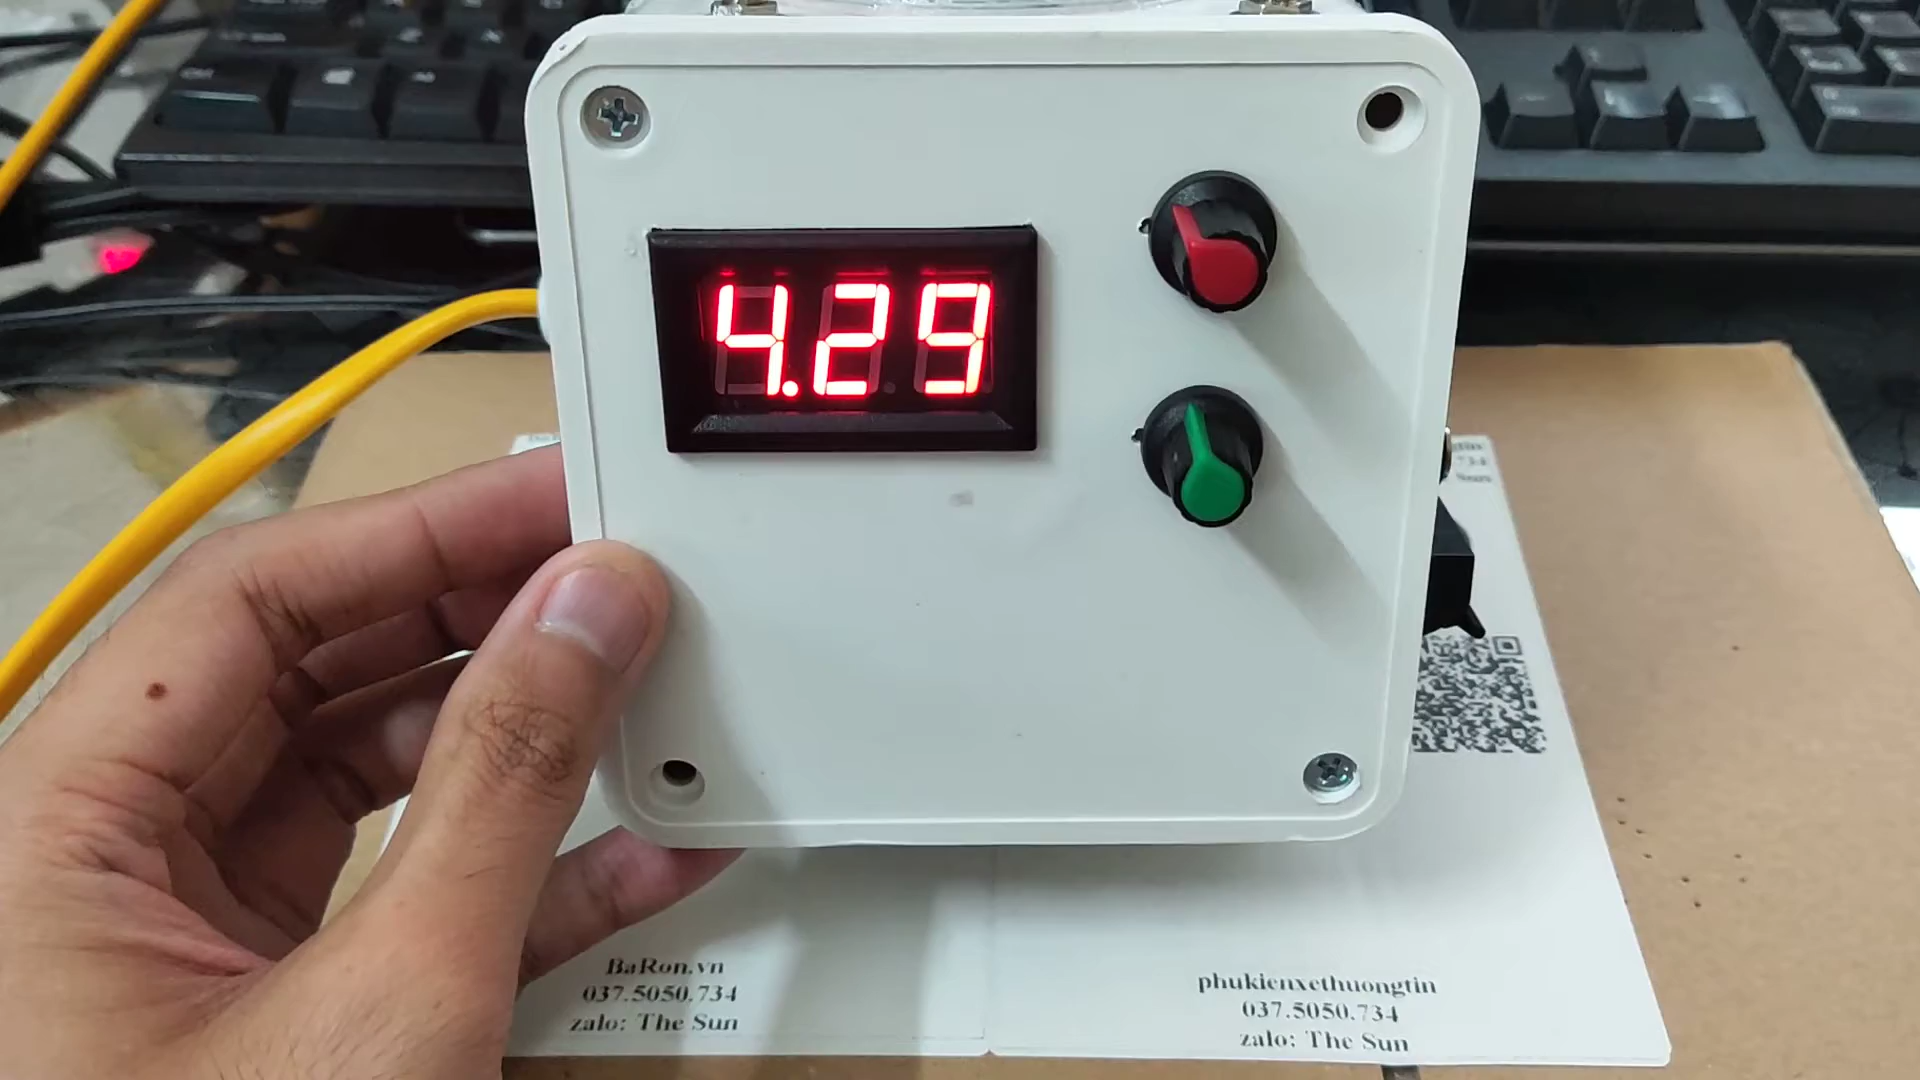 4.29
BaRon.vn
037.5050.734
zalo: The Sun
phukienxethuongtin
037.5050.734
zalo: The Sun